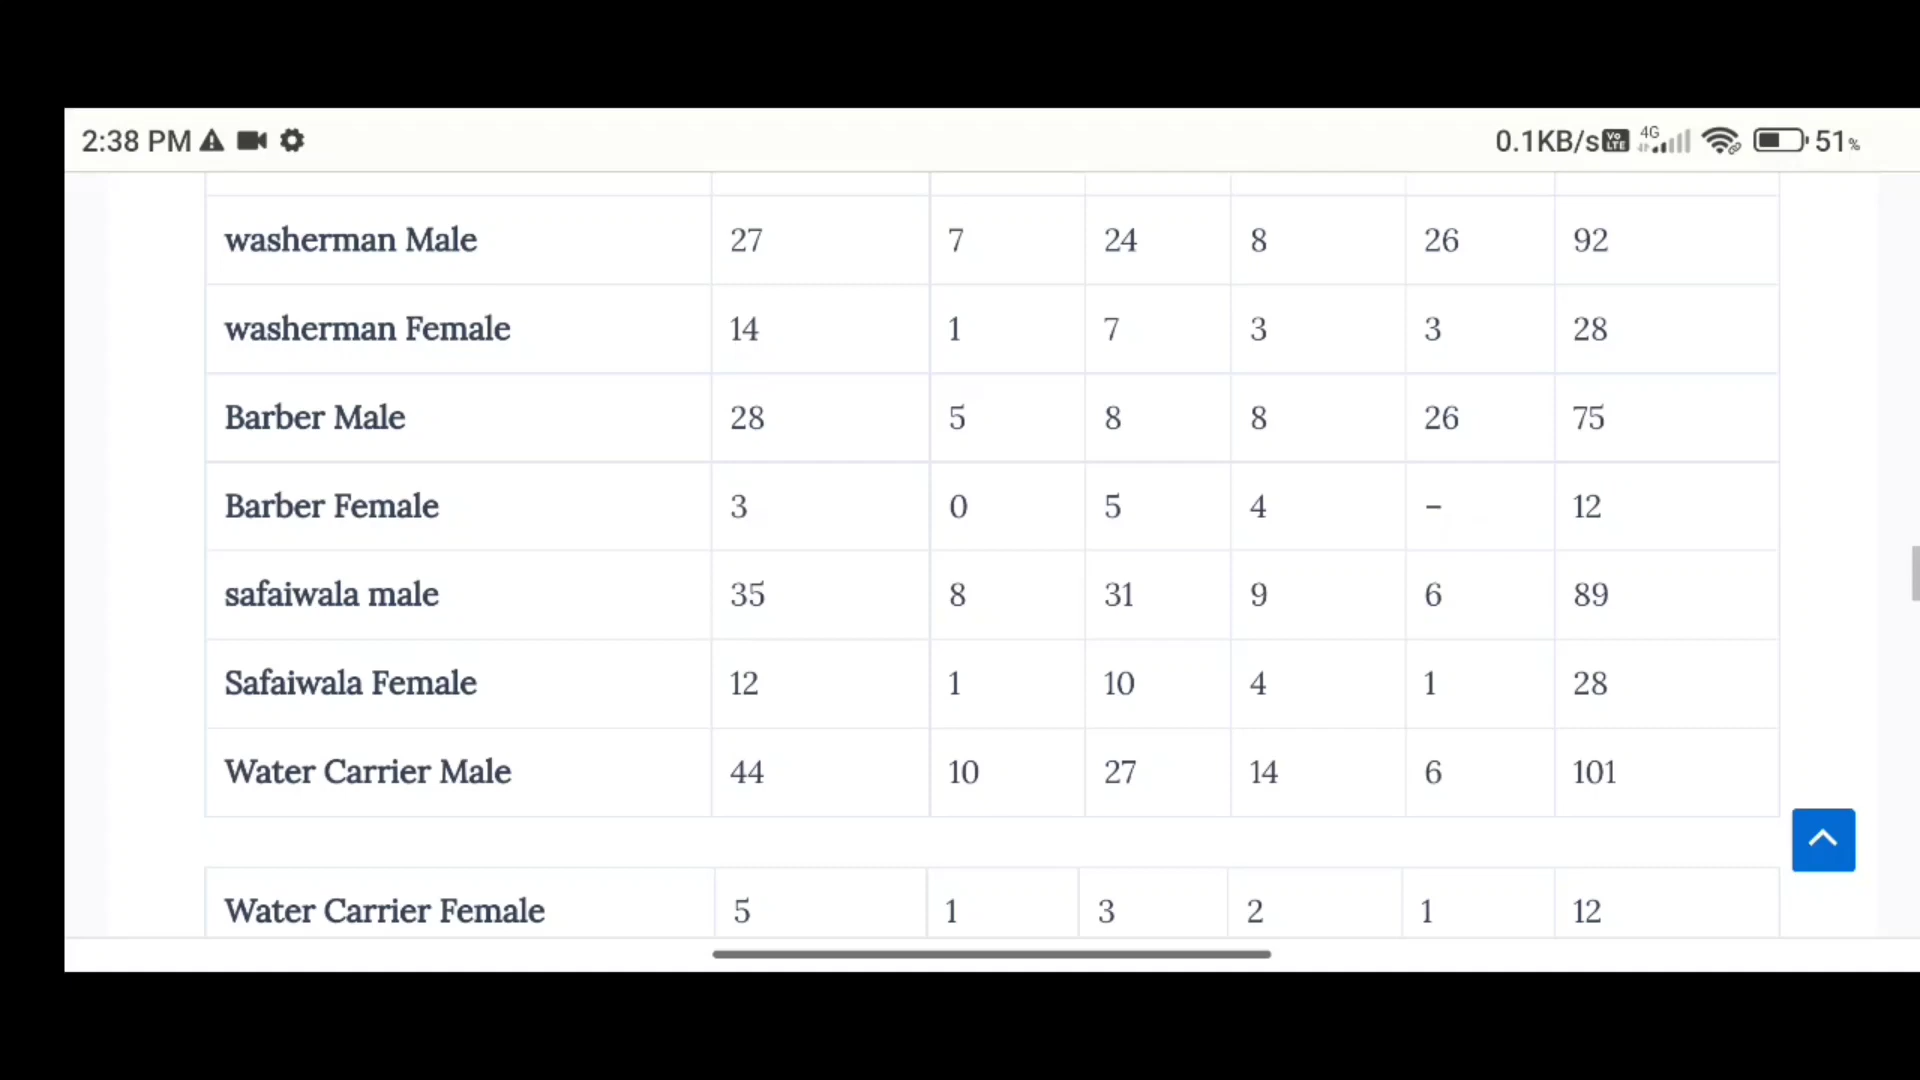 2:38 PM 0.1KB/s Vo LTE 4G 51%
washerman Male 27 7 24 8 26 92
washerman Female 14 1 7 3 3 28
Barber Male 28 5 8 8 26 75
Barber Female 3 0 5 4 – 12
safaiwala male 35 8 31 9 6 89
Safaiwala Female 12 1 10 4 1 28
Water Carrier Male 44 10 27 14 6 101
Water Carrier Female 5 1 3 2 1 12